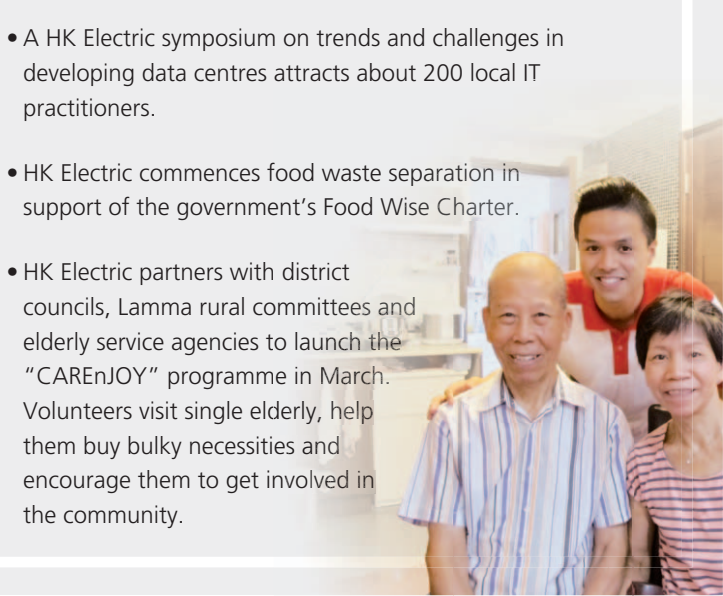 • A HK Electric symposium on trends and challenges in
developing data centres attracts about 200 local IT
practitioners.
• HK Electric commences food waste separation in
support of the government’s Food Wise Charter.
• HK Electric partners with district
councils, Lamma rural committees and
elderly service agencies to launch the
“CAREnJOY” programme in March.
Volunteers visit single elderly, help
them buy bulky necessities and
encourage them to get involved in
the community.